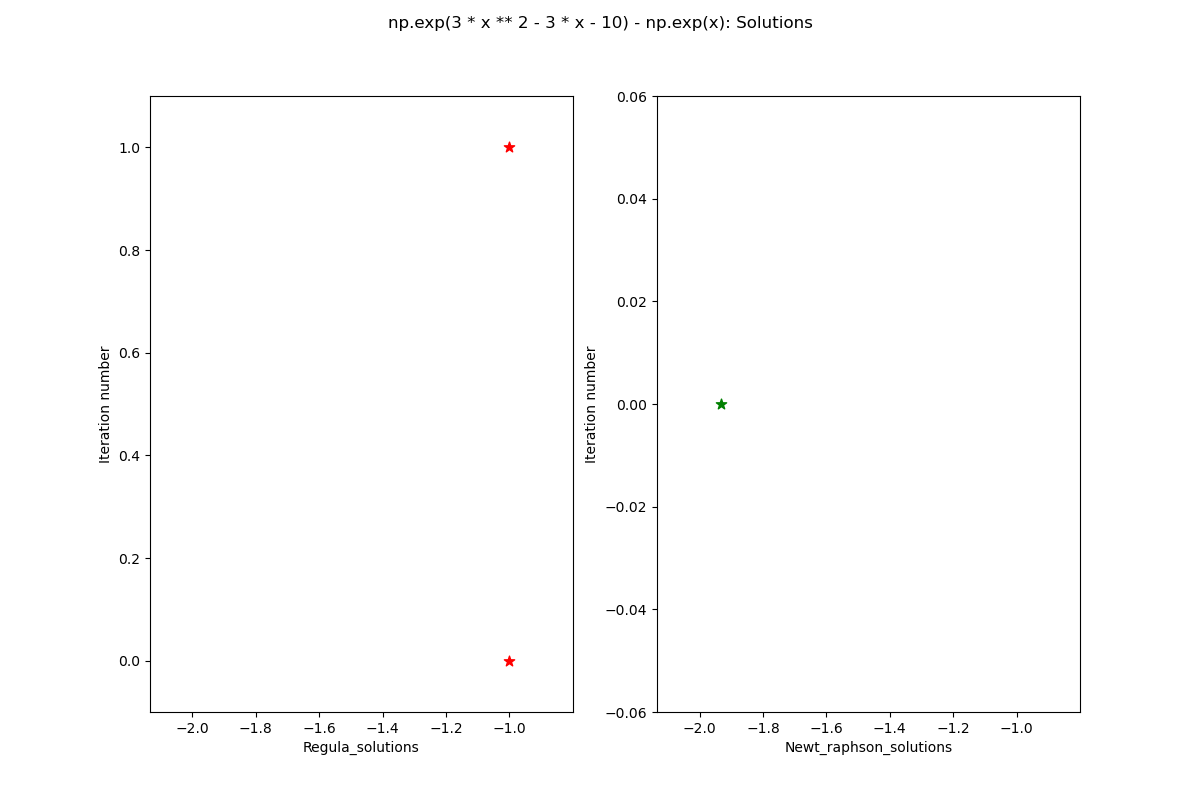 np.exp(3 * x ** 2 - 3 * x - 10) - np.exp(x): Solutions
1.0
0.8
0.6
0.4
0.2
0.0
Iteration number
−2.0 −1.8 −1.6 −1.4 −1.2 −1.0
Regula_solutions
0.06
0.04
0.02
0.00
−0.02
−0.04
−0.06
Iteration number
−2.0 −1.8 −1.6 −1.4 −1.2 −1.0
Newt_raphson_solutions